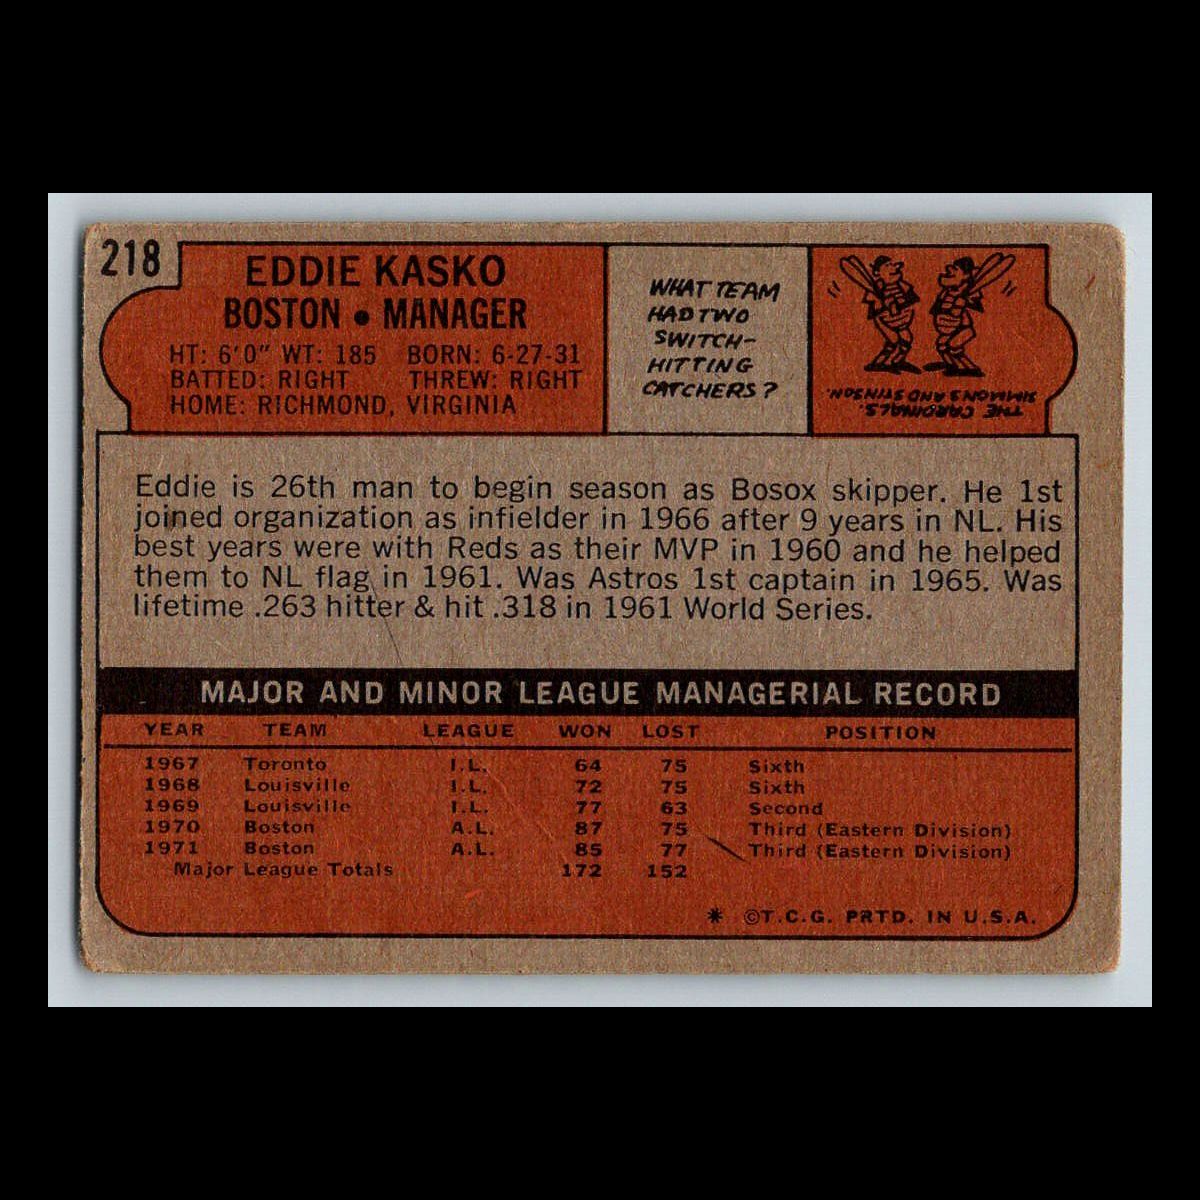 218
EDDIE KASKO
BOSTON • MANAGER
HT: 6'0" WT: 185 BORN: 6-27-31
BATTED: RIGHT THREW: RIGHT
HOME: RICHMOND, VIRGINIA
WHAT TEAM
HAD TWO
SWITCH-
HITTING
CATCHERS?
THE CARDINALS.
SIMMONS AND STINSON.
Eddie is 26th man to begin season as Bosox skipper. He 1st
joined organization as infielder in 1966 after 9 years in NL. His
best years were with Reds as their MVP in 1960 and he helped
them to NL flag in 1961. Was Astros 1st captain in 1965. Was
lifetime .263 hitter & hit .318 in 1961 World Series.
MAJOR AND MINOR LEAGUE MANAGERIAL RECORD
YEAR TEAM LEAGUE WON LOST POSITION
1967 Toronto I.L. 64 75 Sixth
1968 Louisville I.L. 72 75 Sixth
1969 Louisville I.L. 77 63 Second
1970 Boston A.L. 87 75 Third (Eastern Division)
1971 Boston A.L. 85 77 Third (Eastern Division)
Major League Totals 172 152
* ©T.C.G. PRTD. IN U.S.A.